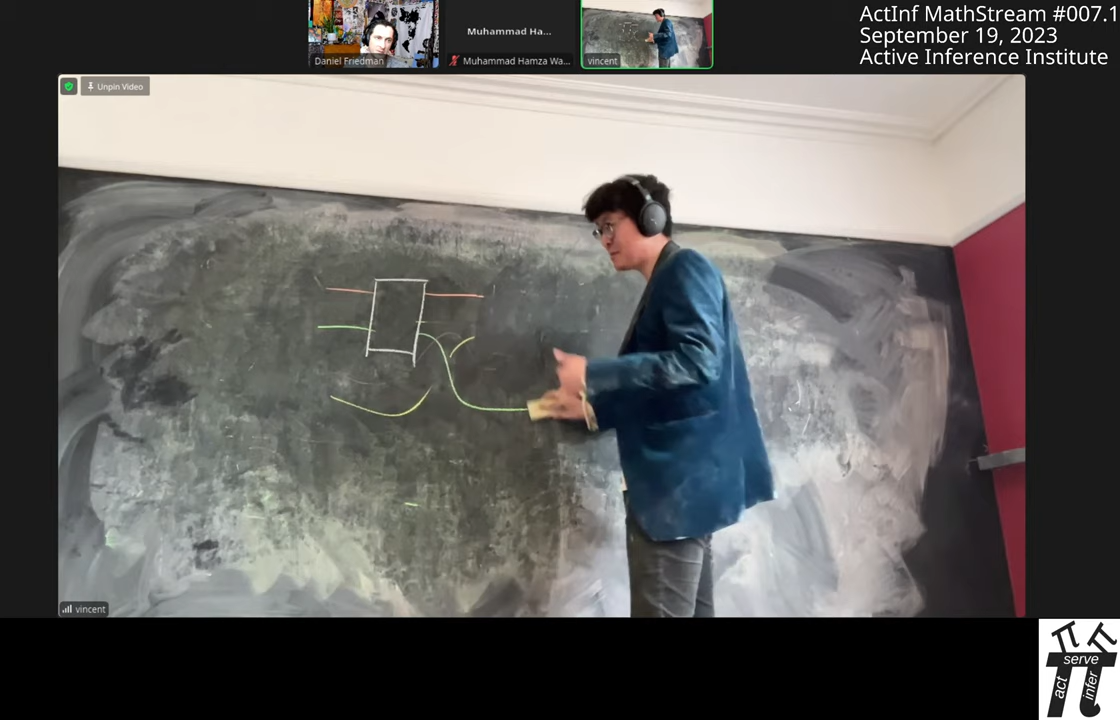 ActInf MathStream #007.1
September 19, 2023
Active Inference Institute
Muhammad Ha...
Daniel Friedman
Muhammad Hamza Wa...
vincent
Unpin Video
vincent
serve
act
infer